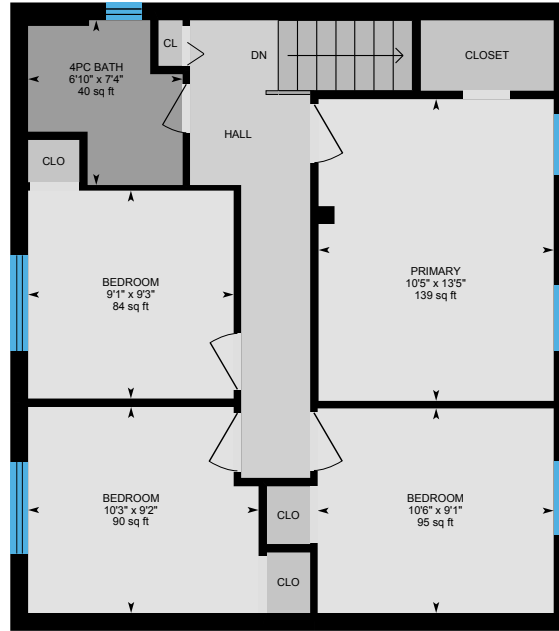 4PC BATH
6'10" x 7'4"
40 sq ft
CL
DN
CLOSET
HALL
CLO
BEDROOM
9'1" x 9'3"
84 sq ft
PRIMARY
10'5" x 13'5"
139 sq ft
BEDROOM
10'3" x 9'2"
90 sq ft
CLO
BEDROOM
10'6" x 9'1"
95 sq ft
CLO